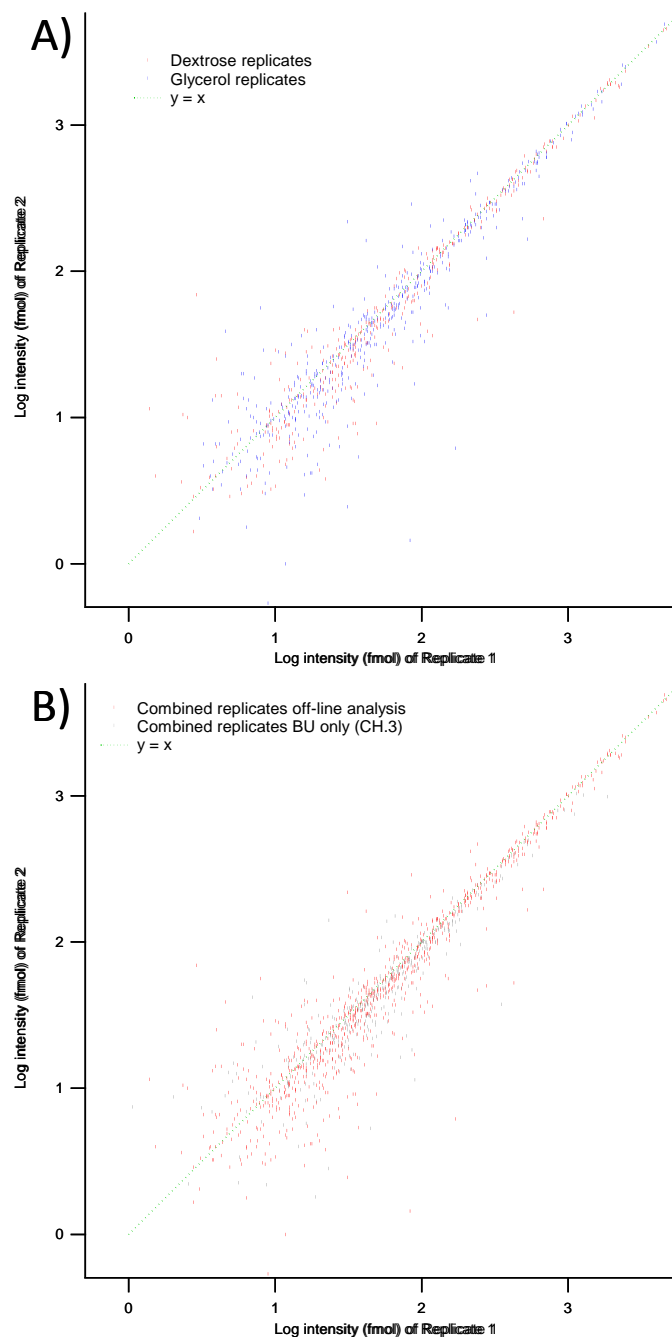 A)
Dextrose replicates
Glycerol replicates
y = x
3
2
1
0
Log intensity (fmol) of Replicate 2
0 1 2 3
Log intensity (fmol) of Replicate 1
B)
Combined replicates off-line analysis
Combined replicates BU only (CH.3)
y = x
3
2
1
0
Log intensity (fmol) of Replicate 2
0 1 2 3
Log intensity (fmol) of Replicate 1